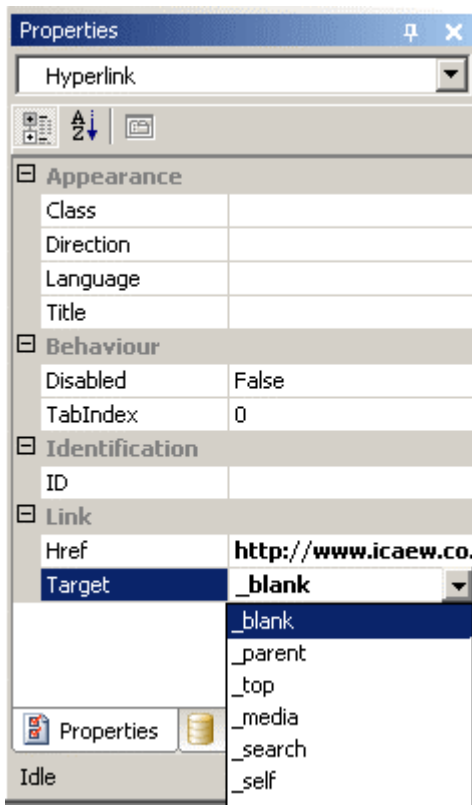 Properties
Hyperlink
A
Z
Appearance
Class
Direction
Language
Title
Behaviour
Disabled False
TabIndex 0
Identification
ID
Link
Href http://www.icaew.co.
Target _blank
_blank
_parent
_top
_media
_search
_self
Properties
Idle